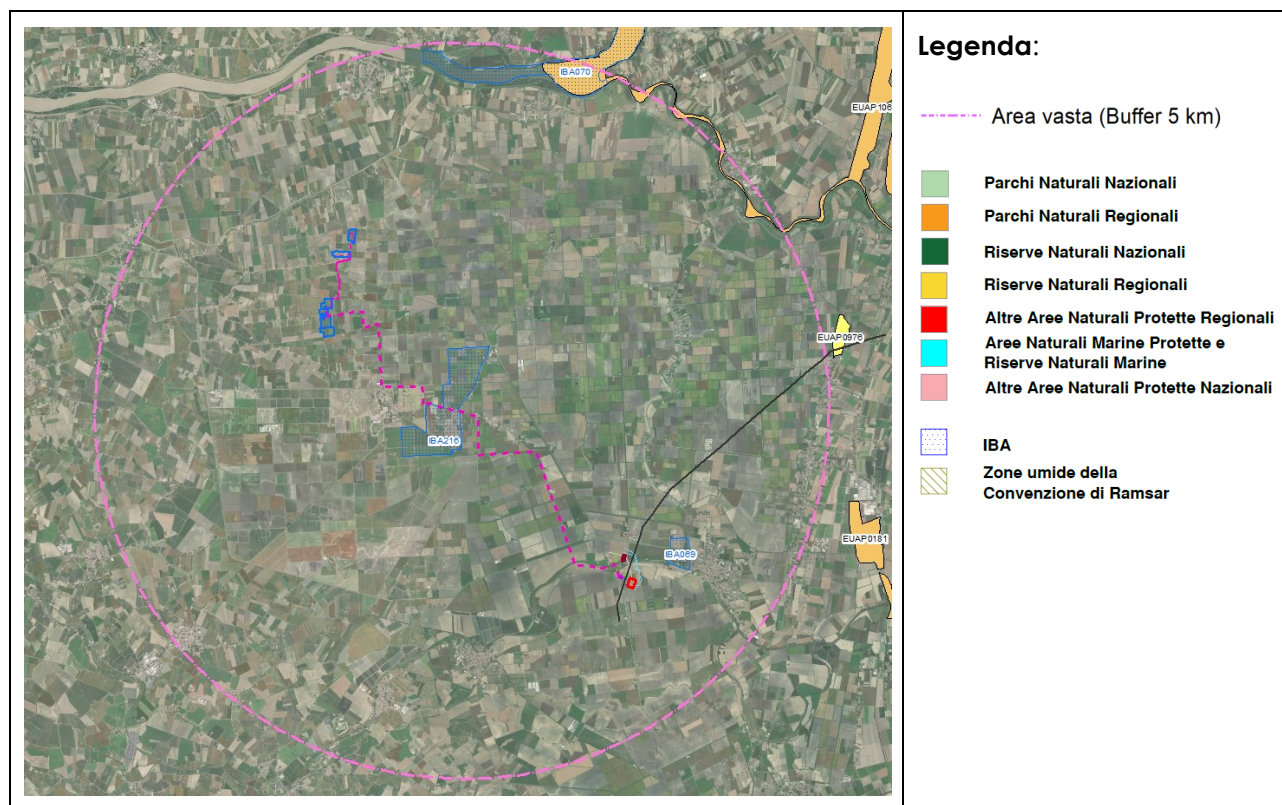 IBA070
EUAP106
EUAP0976
IBA216
EUAP0181
IBA069
Legenda:
Area vasta (Buffer 5 km)
Parchi Naturali Nazionali
Parchi Naturali Regionali
Riserve Naturali Nazionali
Riserve Naturali Regionali
Altre Aree Naturali Protette Regionali
Aree Naturali Marine Protette e
Riserve Naturali Marine
Altre Aree Naturali Protette Nazionali
IBA
Zone umide della
Convenzione di Ramsar